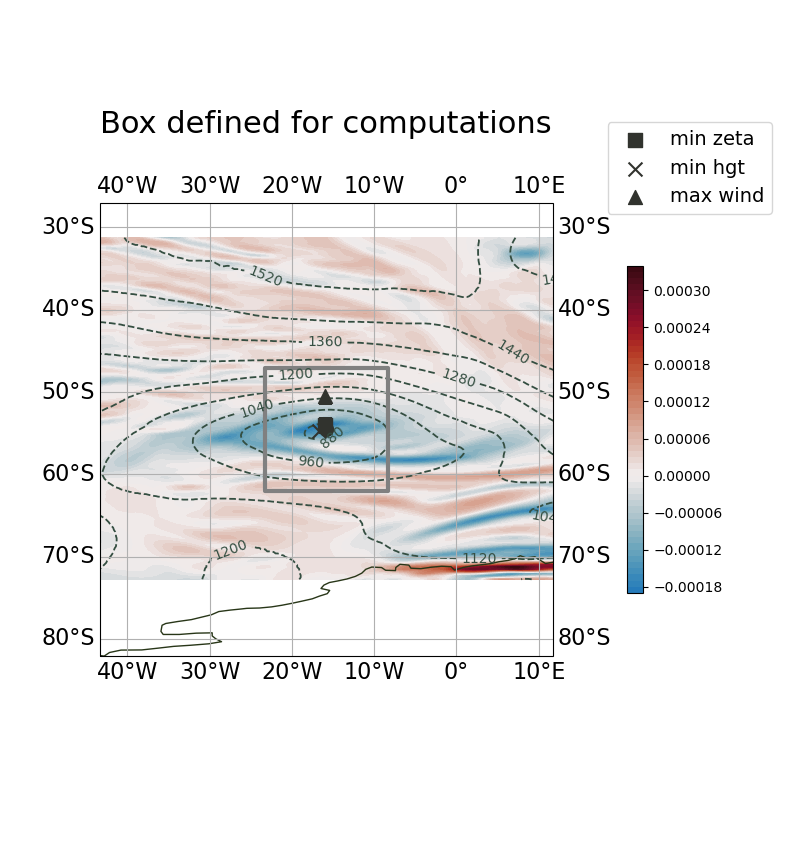 Box defined for computations
min zeta
min hgt
max wind
40°W 30°W 20°W 10°W 0° 10°E
30°S 30°S
40°S 40°S
50°S 50°S
60°S 60°S
70°S 70°S
80°S 80°S
40°W 30°W 20°W 10°W 0° 10°E
1520
1360
1440
1200
1280
1040
880
960
1200
1120
0.00030
0.00024
0.00018
0.00012
0.00006
0.00000
−0.00006
−0.00012
−0.00018